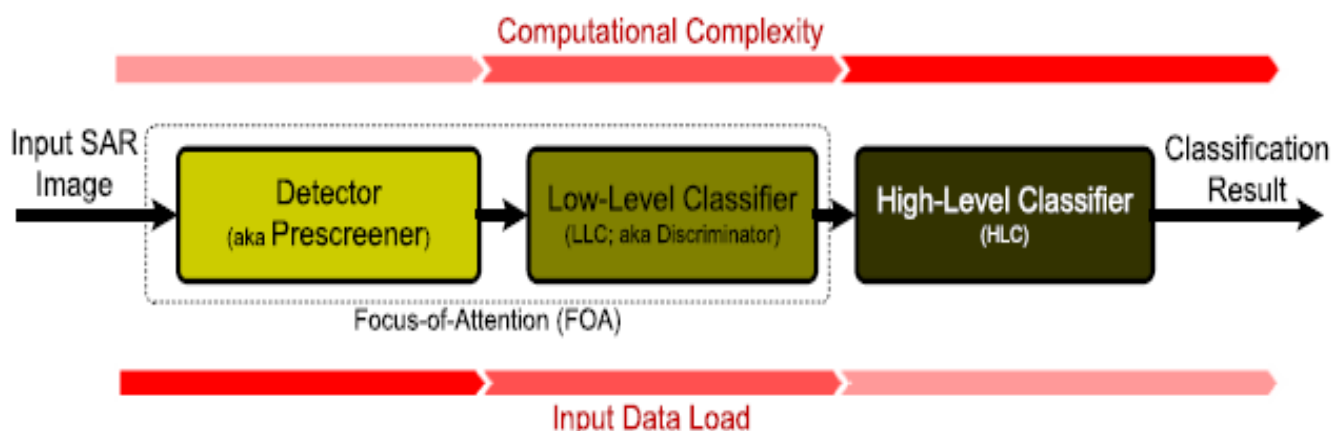 Computational Complexity
Input SAR
Image
Detector
(aka Prescreener)
Low-Level Classifier
(LLC; aka Discriminator)
High-Level Classifier
(HLC)
Classification
Result
Focus-of-Attention (FOA)
Input Data Load